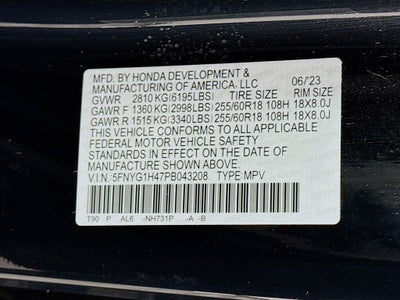 MFD. BY HONDA DEVELOPMENT &
MANUFACTURING OF AMERICA, LLC 06/23
GVWR 2810 KG(6195LBS) TIRE SIZE RIM SIZE
GAWR F 1360 KG(2998LBS) 255/60R18 108H 18X8.0J
GAWR R 1515 KG(3340LBS) 255/60R18 108H 18X8.0J
THIS VEHICLE CONFORMS TO ALL APPLICABLE
FEDERAL MOTOR VEHICLE SAFETY
STANDARDS IN EFFECT ON THE DATE OF
MANUFACTURE SHOWN ABOVE.
V.I.N. 5FNYG1H47PB043208 TYPE:MPV
T90 P AL6 -NH731P -A -B